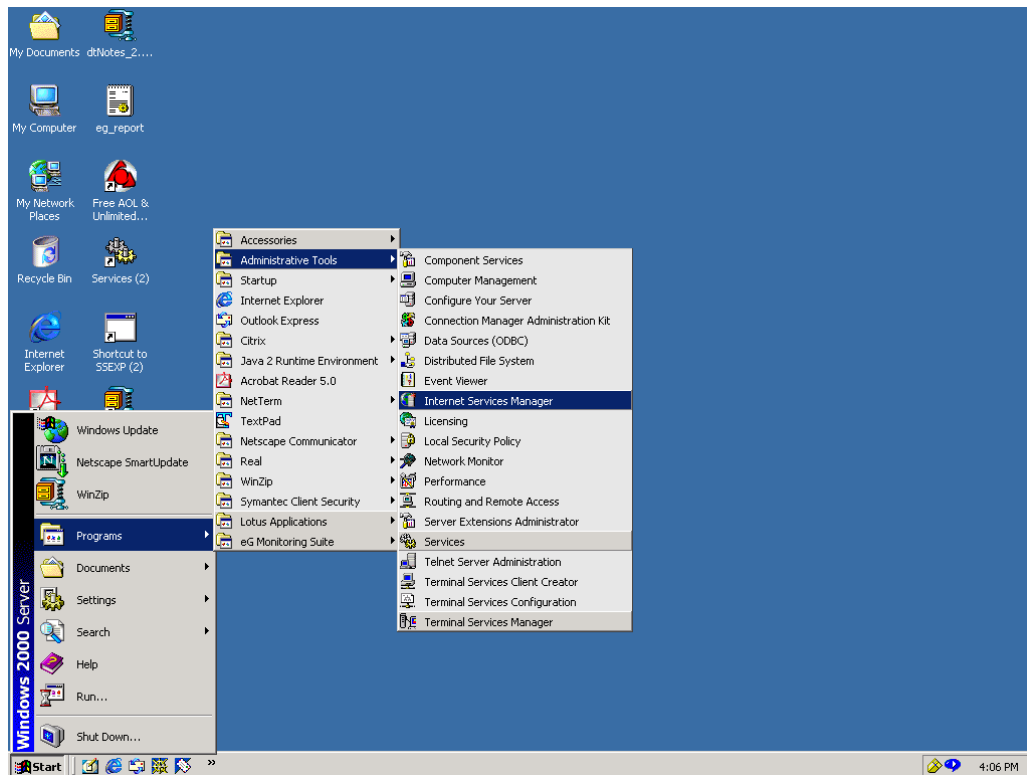 My Documents
dtNotes_2....
My Computer
eg_report
My Network
Places
Free AOL &
Unlimited...
Recycle Bin
Services (2)
Internet
Explorer
Shortcut to
SSEXP (2)
Windows Update
Netscape SmartUpdate
WinZip
Programs
Documents
Settings
Search
Help
Run...
Shut Down...
Windows 2000 Server
Accessories
Administrative Tools
Startup
Internet Explorer
Outlook Express
Citrix
Java 2 Runtime Environment
Acrobat Reader 5.0
NetTerm
TextPad
Netscape Communicator
Real
WinZip
Symantec Client Security
Lotus Applications
eG Monitoring Suite
Component Services
Computer Management
Configure Your Server
Connection Manager Administration Kit
Data Sources (ODBC)
Distributed File System
Event Viewer
Internet Services Manager
Licensing
Local Security Policy
Network Monitor
Performance
Routing and Remote Access
Server Extensions Administrator
Services
Telnet Server Administration
Terminal Services Client Creator
Terminal Services Configuration
Terminal Services Manager
Start
»
4:06 PM